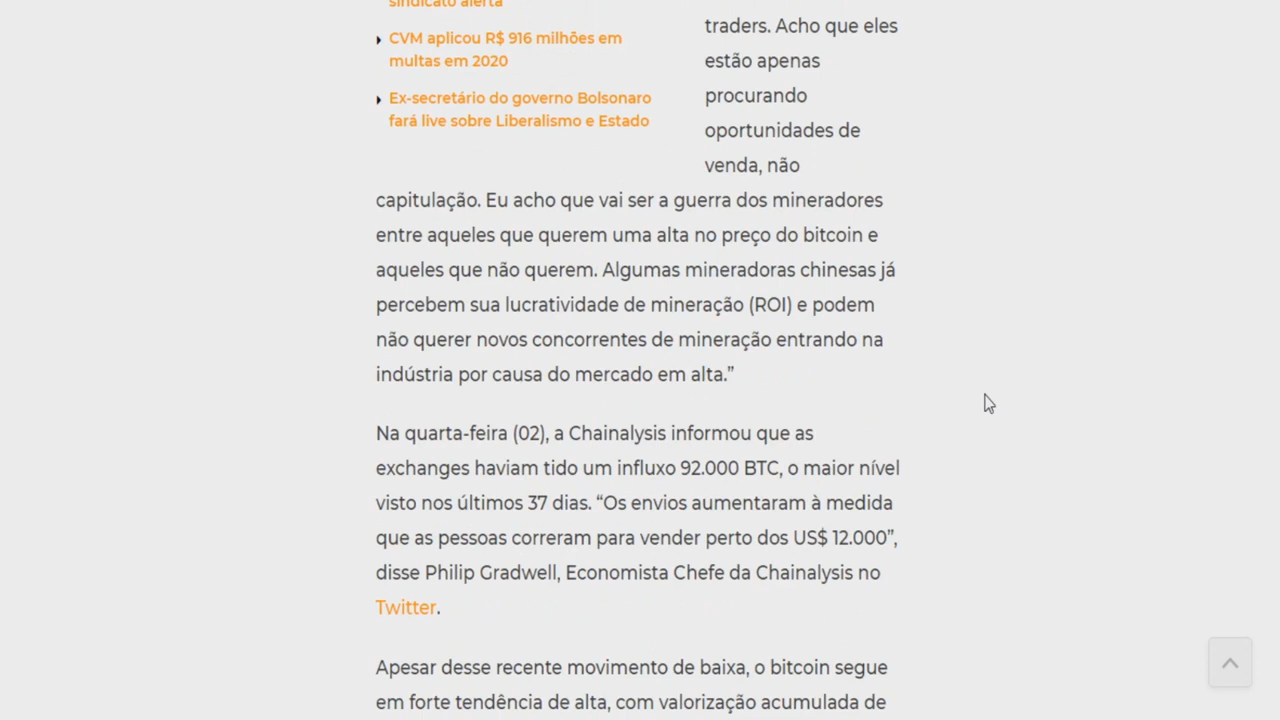 sindicato alerta
CVM aplicou R$ 916 milhões em
multas em 2020
Ex-secretário do governo Bolsonaro
fará live sobre Liberalismo e Estado
traders. Acho que eles
estão apenas
procurando
oportunidades de
venda, não
capitulação. Eu acho que vai ser a guerra dos mineradores
entre aqueles que querem uma alta no preço do bitcoin e
aqueles que não querem. Algumas mineradoras chinesas já
percebem sua lucratividade de mineração (ROI) e podem
não querer novos concorrentes de mineração entrando na
indústria por causa do mercado em alta.”
Na quarta-feira (02), a Chainalysis informou que as
exchanges haviam tido um influxo 92.000 BTC, o maior nível
visto nos últimos 37 dias. “Os envios aumentaram à medida
que as pessoas correram para vender perto dos US$ 12.000”,
disse Philip Gradwell, Economista Chefe da Chainalysis no
Twitter.
Apesar desse recente movimento de baixa, o bitcoin segue
em forte tendência de alta, com valorização acumulada de